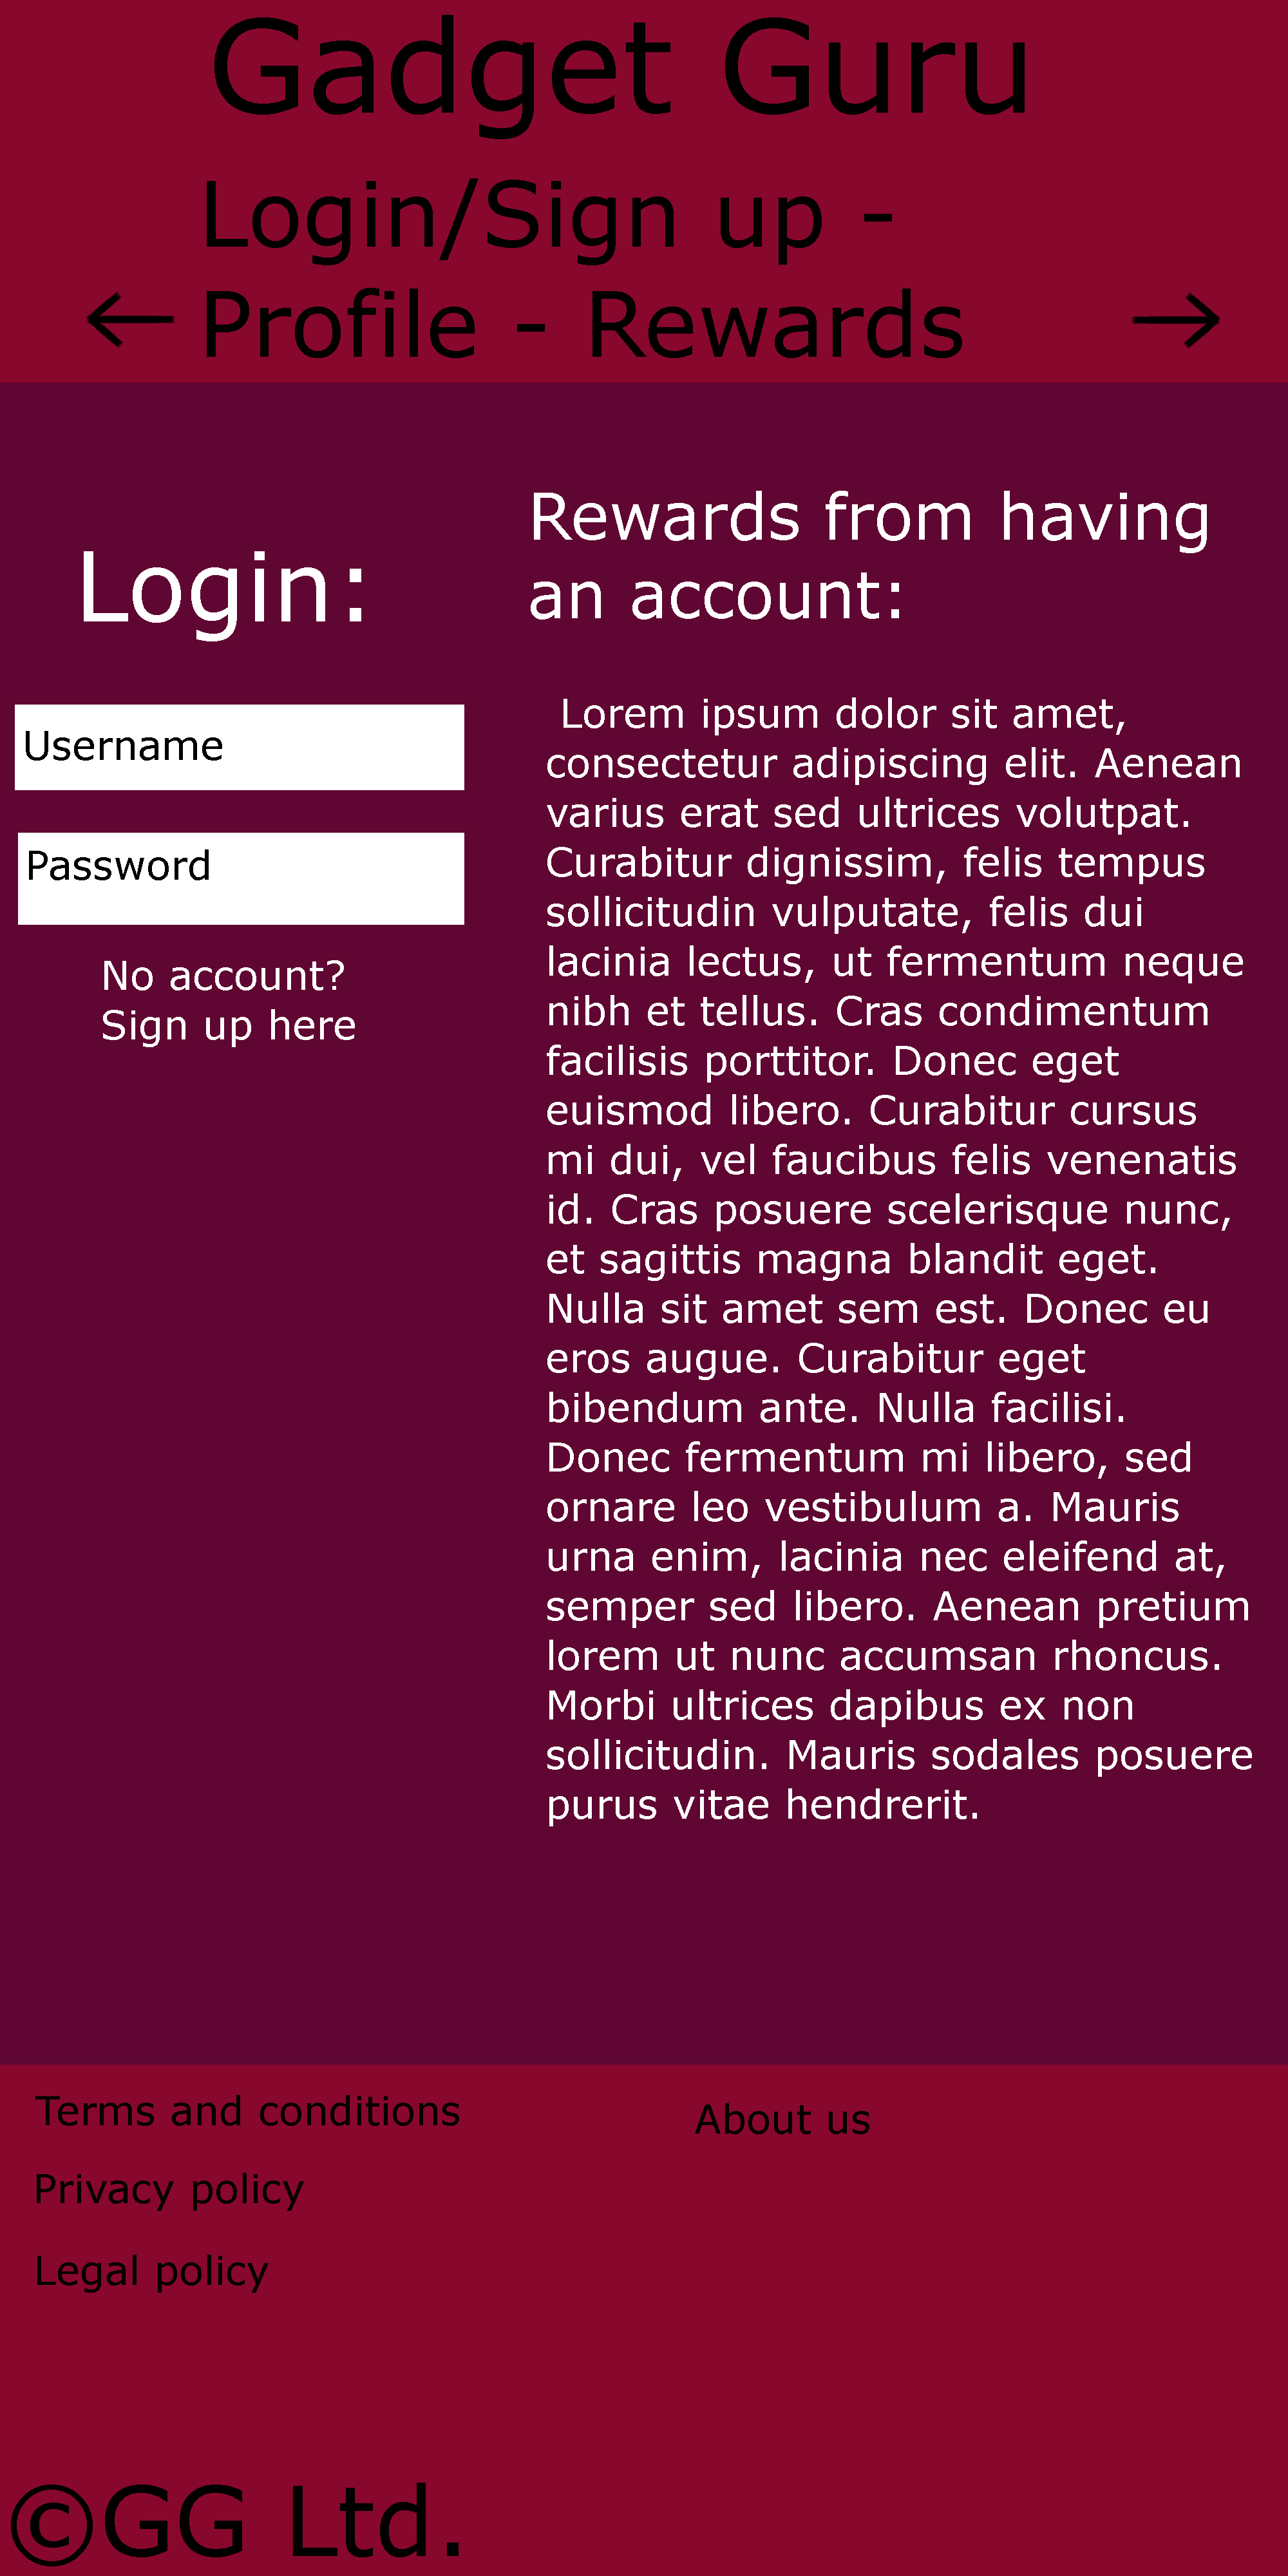 Gadget Guru
Login/Sign up -
← Profile - Rewards →
Login:
Username
Password
No account?
Sign up here
Rewards from having
an account:
Lorem ipsum dolor sit amet,
consectetur adipiscing elit. Aenean
varius erat sed ultrices volutpat.
Curabitur dignissim, felis tempus
sollicitudin vulputate, felis dui
lacinia lectus, ut fermentum neque
nibh et tellus. Cras condimentum
facilisis porttitor. Donec eget
euismod libero. Curabitur cursus
mi dui, vel faucibus felis venenatis
id. Cras posuere scelerisque nunc,
et sagittis magna blandit eget.
Nulla sit amet sem est. Donec eu
eros augue. Curabitur eget
bibendum ante. Nulla facilisi.
Donec fermentum mi libero, sed
ornare leo vestibulum a. Mauris
urna enim, lacinia nec eleifend at,
semper sed libero. Aenean pretium
lorem ut nunc accumsan rhoncus.
Morbi ultrices dapibus ex non
sollicitudin. Mauris sodales posuere
purus vitae hendrerit.
Terms and conditions
Privacy policy
Legal policy
About us
©GG Ltd.